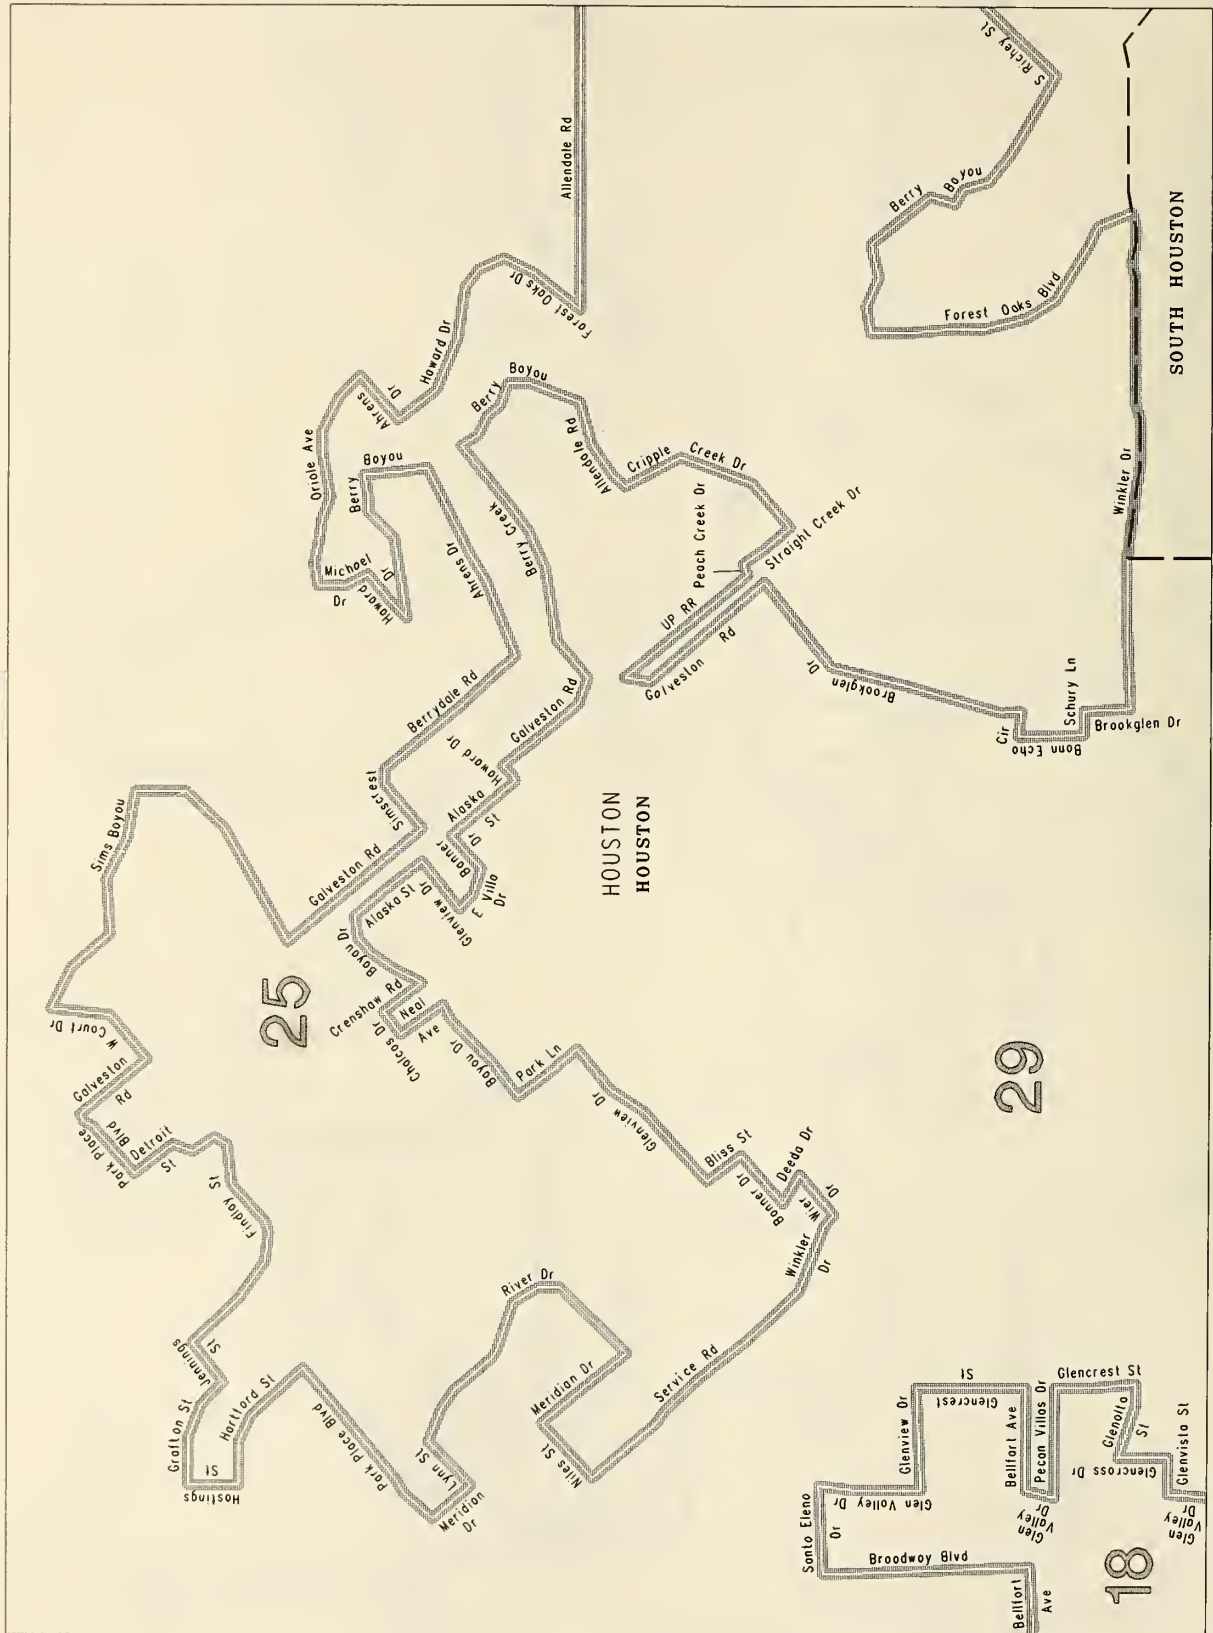 S Richey St
Berry
Bayou
Forest Oaks Blvd
SOUTH HOUSTON
Winkler Dr
Allendale Rd
Forest Oaks Dr
Howard Dr
Ahrens
Dr
Oriole Ave
Berry
Bayou
Michael
Dr
Howard
Dr
Ahrens Dr
Berry
Bayou
Allendale Rd
Cripple
Creek Dr
Peach Creek Dr
Straight Creek Dr
UP RR
Galveston
Rd
Berry Creek
Brookglen
Dr
Cir
Bonn Echo
Schury Ln
Brookglen Dr
Berrydale Rd
Galveston Rd
Howard Dr
Simscrest
Alaska
St
Banner
Dr
E Villa
Dr
Glenview
Dr
Alaska St
Galveston Rd
Sims Bayou
HOUSTON
HOUSTON
Bayou Dr
25
Crenshaw Rd
Neal
Ave
Chalcos Dr
Bayou Dr
Park Ln
Glenview
Dr
Bliss St
Bonner Dr
Deeda Dr
Wier
Dr
Winkler
Dr
Service Rd
29
W Court Dr
Galveston
Rd
Park Place
Blvd
Detroit
St
Findlay St
Jennings
St
Grafton St
Hastings
St
Hartford St
Park Place Blvd
Lynn St
Meridian
Dr
River Dr
Meridian Dr
Niles St
Santa Elena
Dr
Glen Valley Dr
Glenview Dr
Glencrest
St
Bellfort Ave
Pecan Villas Dr
Glen
Valley
Dr
Glencrest St
Glenalta
St
Glencross Dr
Glenvista St
Glen
Valley
Dr
Broadway Blvd
Bellfort
Ave
18